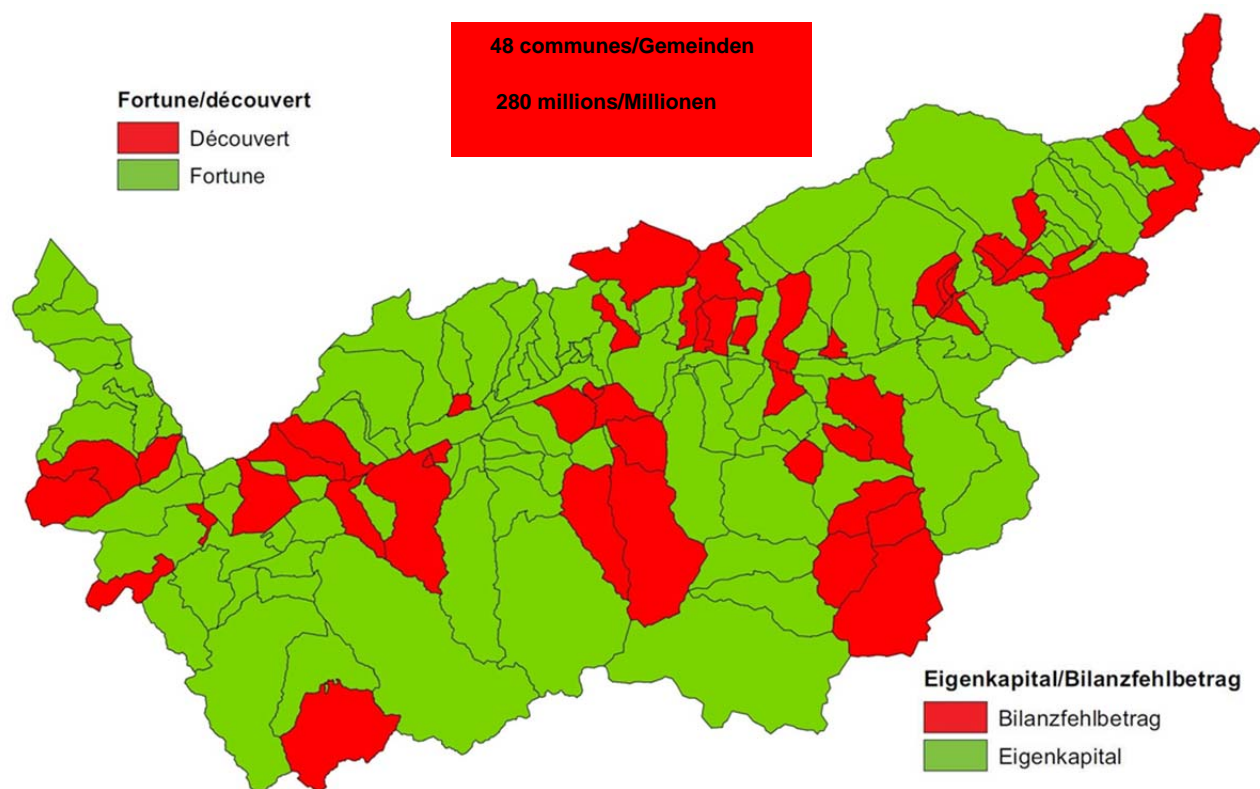 48 communes/Gemeinden
280 millions/Millionen
Fortune/découvert
Découvert
Fortune
Eigenkapital/Bilanzfehlbetrag
Bilanzfehlbetrag
Eigenkapital